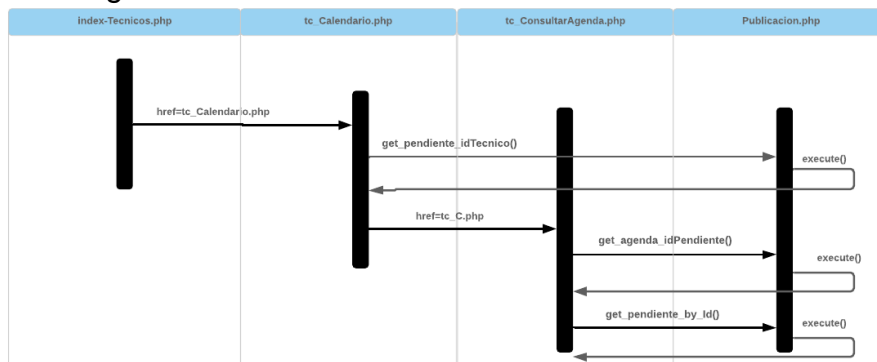 index-Tecnicos.php
tc_Calendario.php
tc_ConsultarAgenda.php
Publicacion.php
href=tc_Calendario.php
get_pendiente_idTecnico()
execute()
href=tc_C.php
get_agenda_idPendiente()
execute()
get_pendiente_by_Id()
execute()